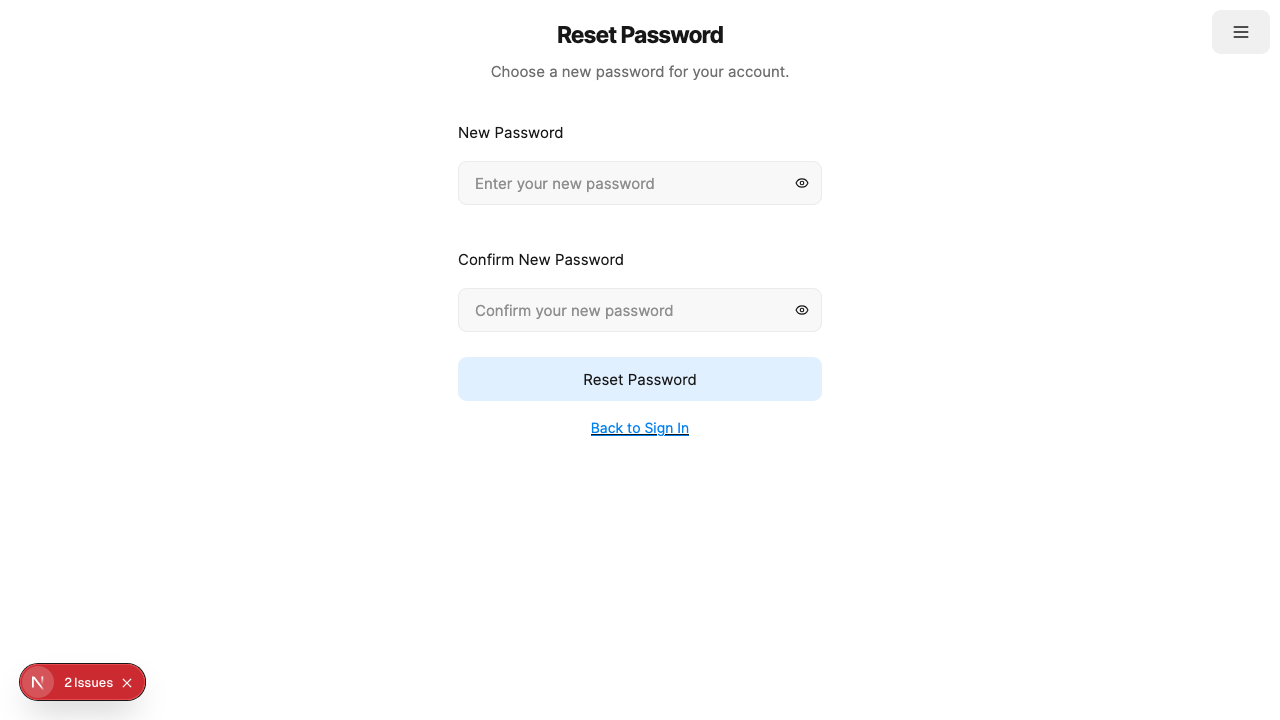 Reset Password
Choose a new password for your account.
New Password
Enter your new password
Confirm New Password
Confirm your new password
Reset Password
Back to Sign In
N 2 Issues